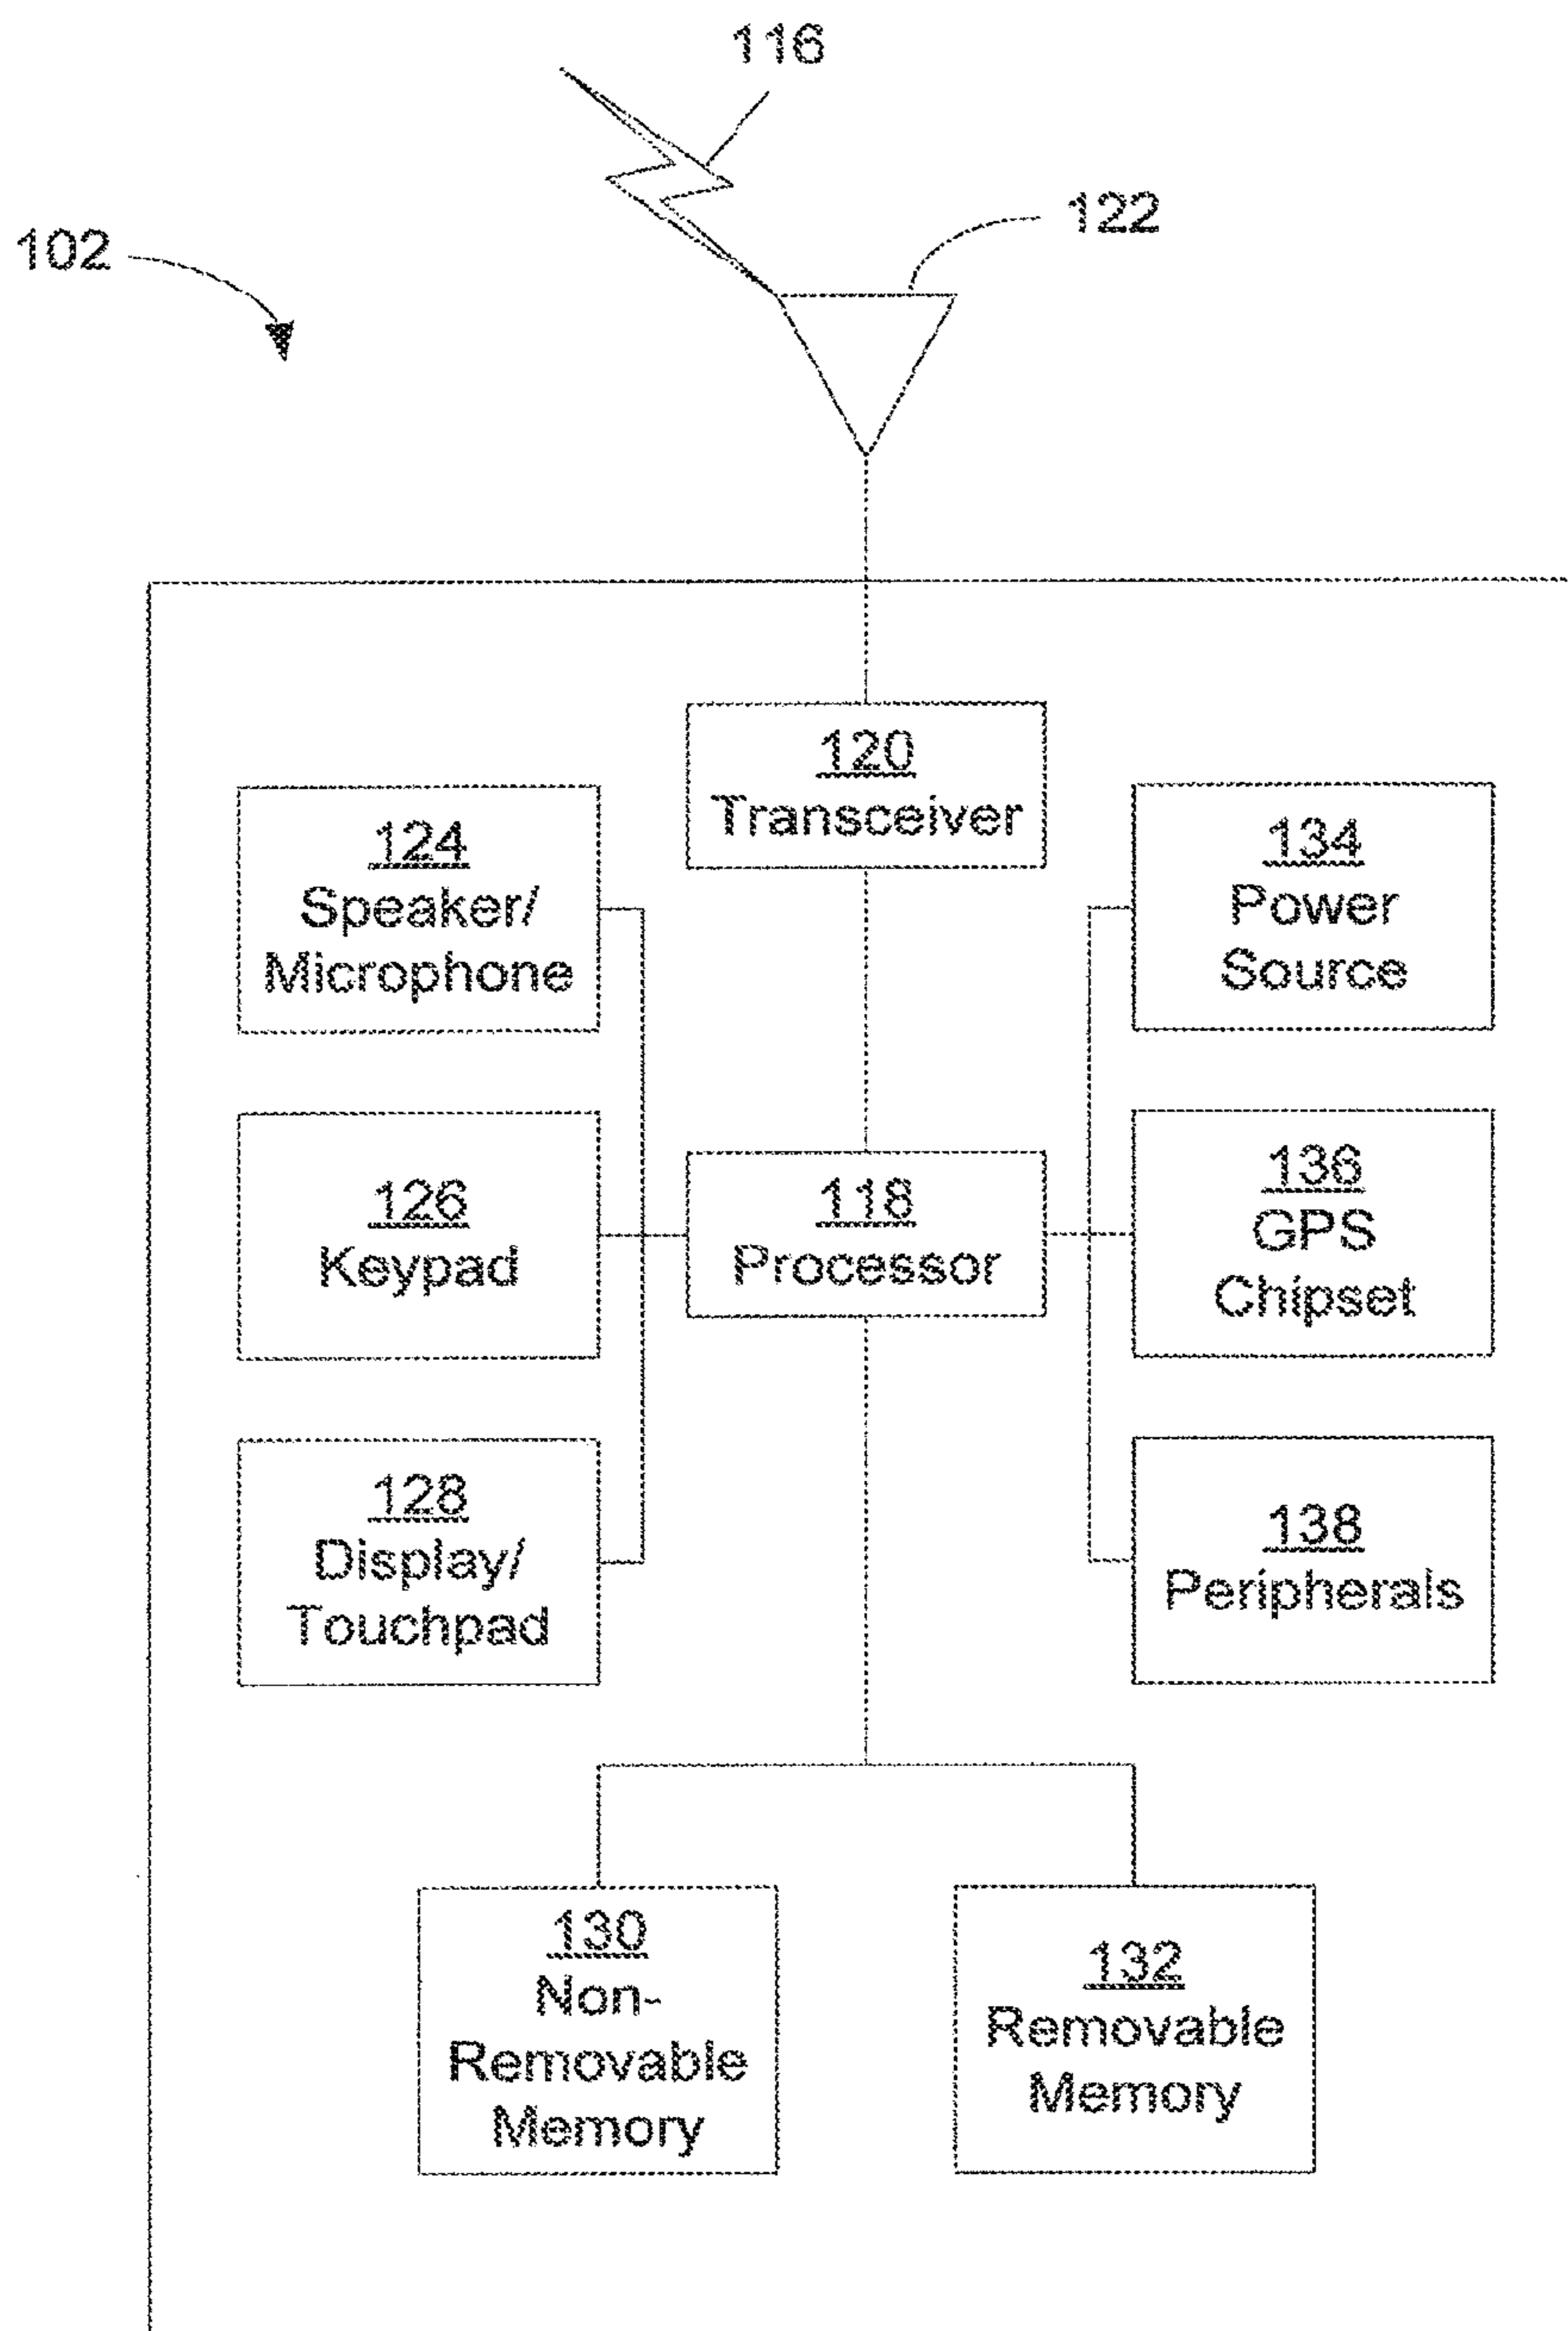 116
122
102
120
Transceiver
124
Speaker/
Microphone
134
Power
Source
126
Keypad
118
Processor
136
GPS
Chipset
128
Display/
Touchpad
138
Peripherals
130
Non-
Removable
Memory
132
Removable
Memory